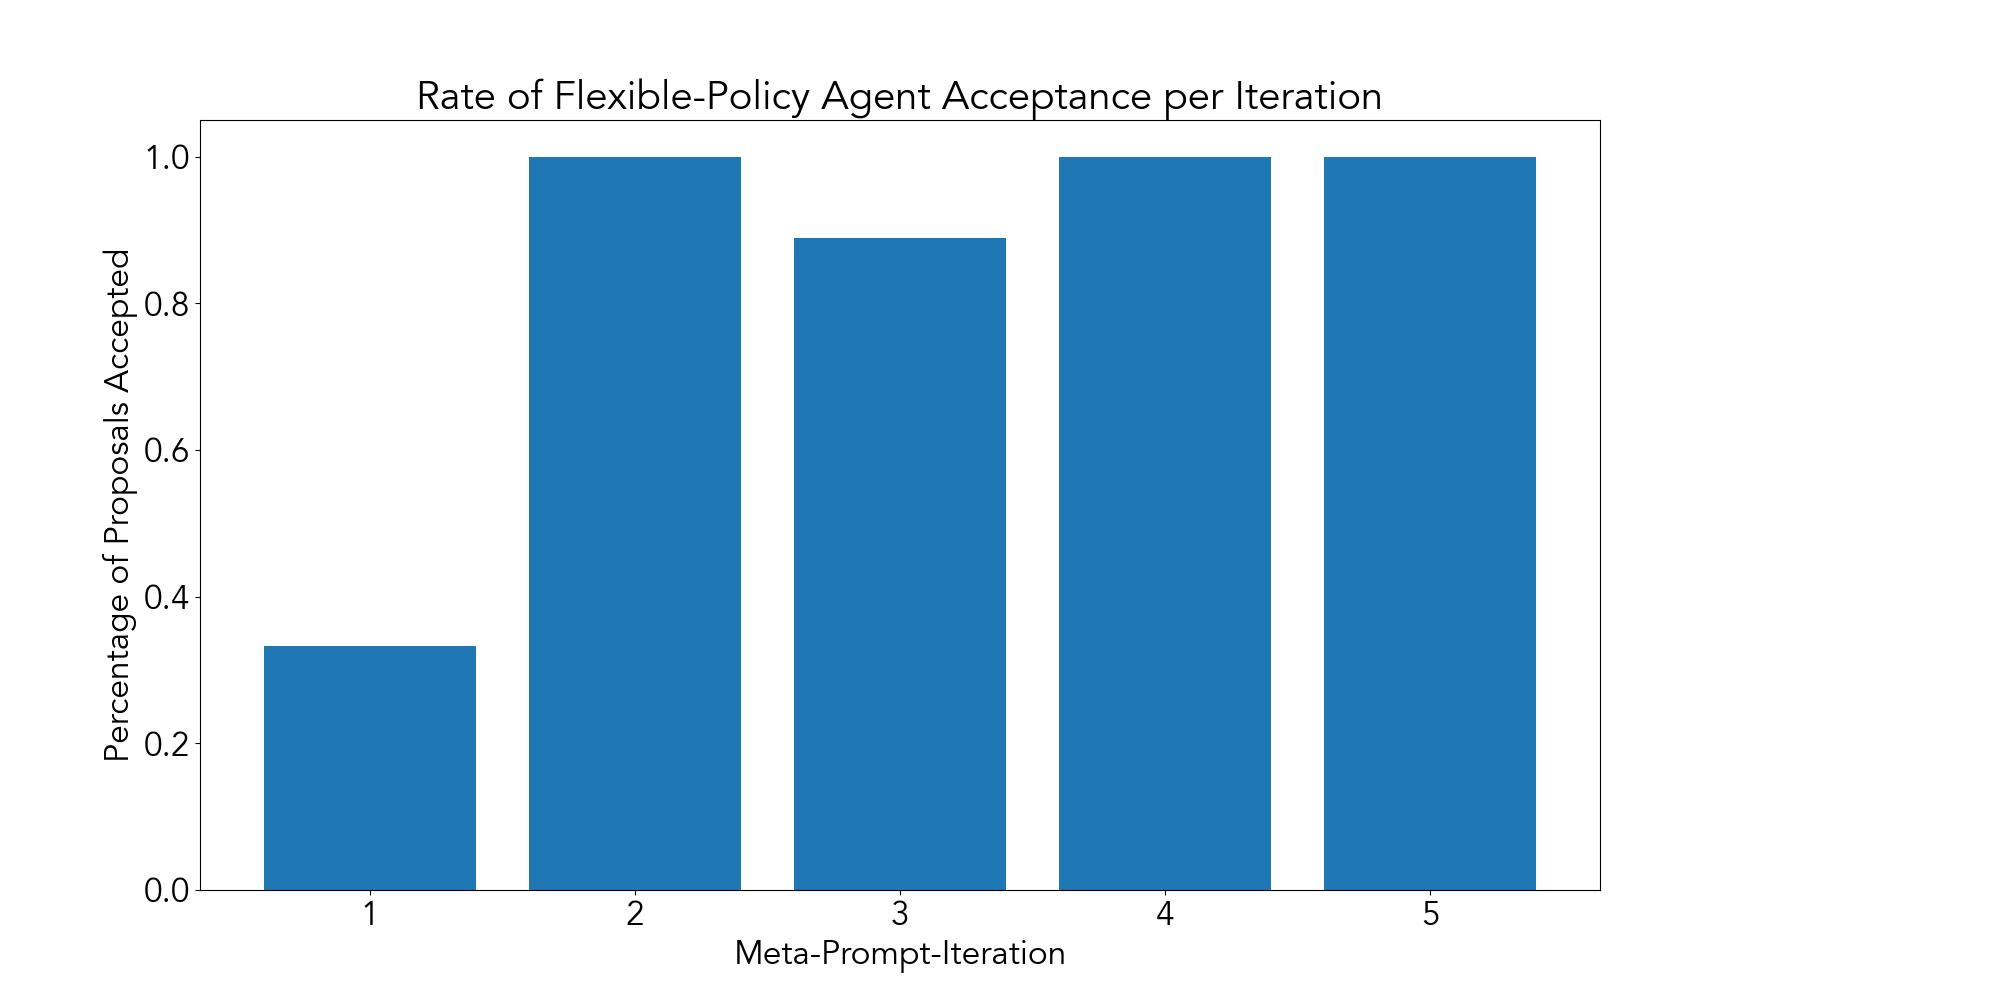 Rate of Flexible-Policy Agent Acceptance per Iteration
Percentage of Proposals Accepted
1.0
0.8
0.6
0.4
0.2
0.0
1 2 3 4 5
Meta-Prompt-Iteration